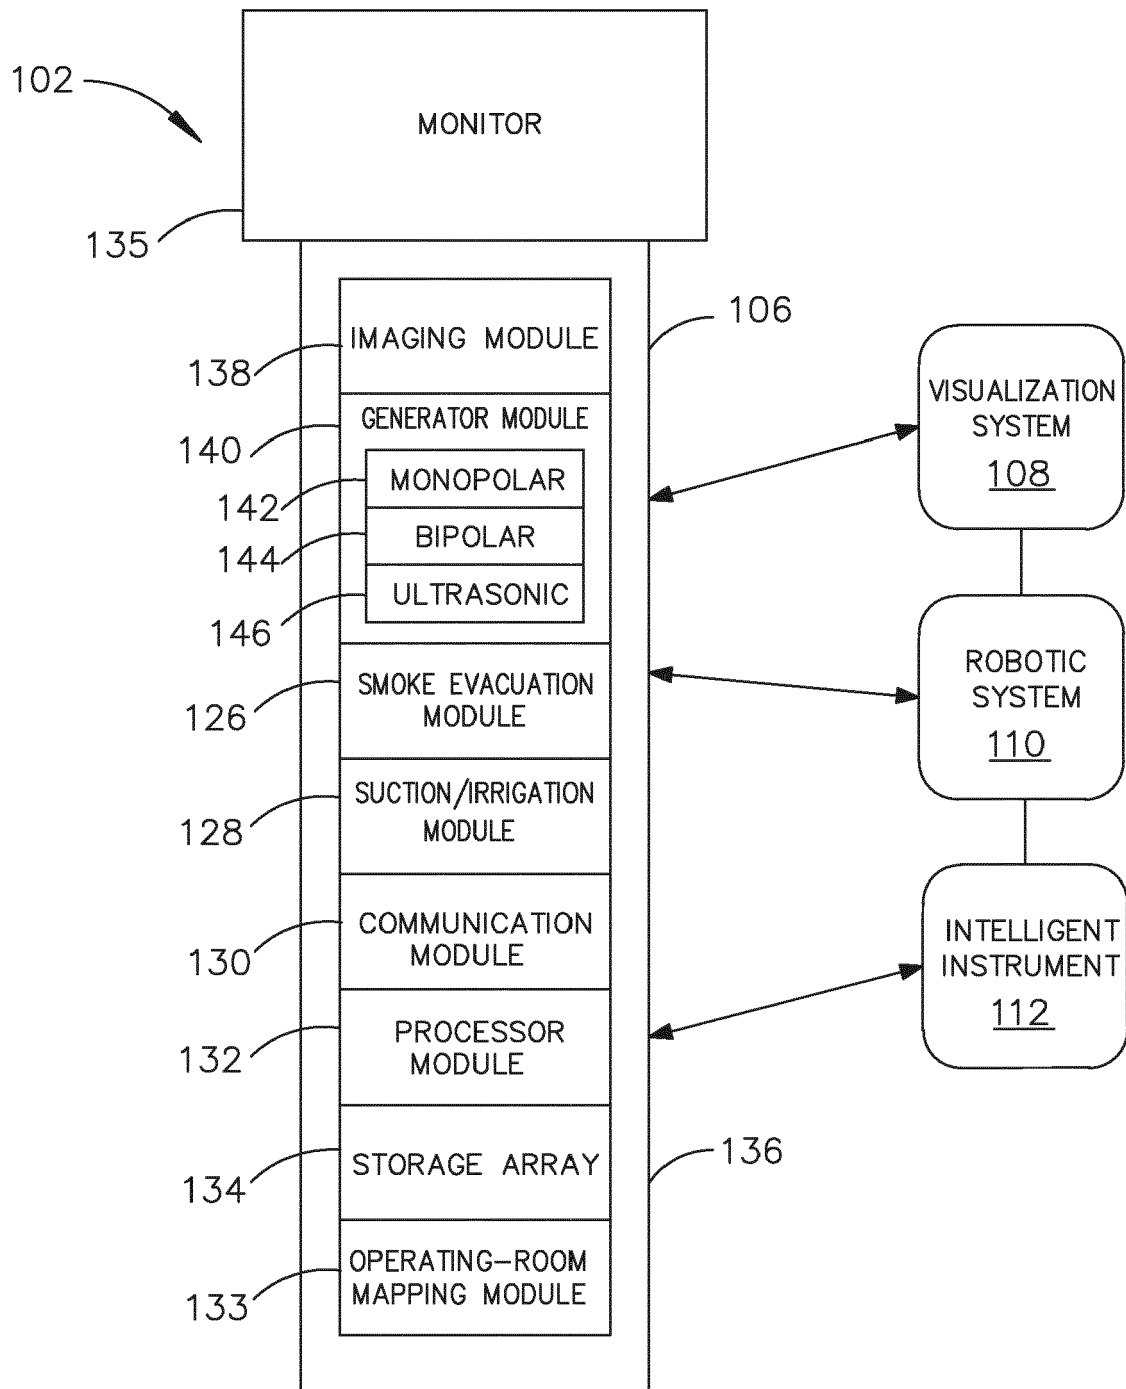 102
MONITOR
135
106
IMAGING MODULE
138
GENERATOR MODULE
140
MONOPOLAR
142
BIPOLAR
144
ULTRASONIC
146
SMOKE EVACUATION
MODULE
126
SUCTION/IRRIGATION
MODULE
128
COMMUNICATION
MODULE
130
PROCESSOR
MODULE
132
STORAGE ARRAY
134
136
OPERATING-ROOM
MAPPING MODULE
133
VISUALIZATION
SYSTEM
108
ROBOTIC
SYSTEM
110
INTELLIGENT
INSTRUMENT
112